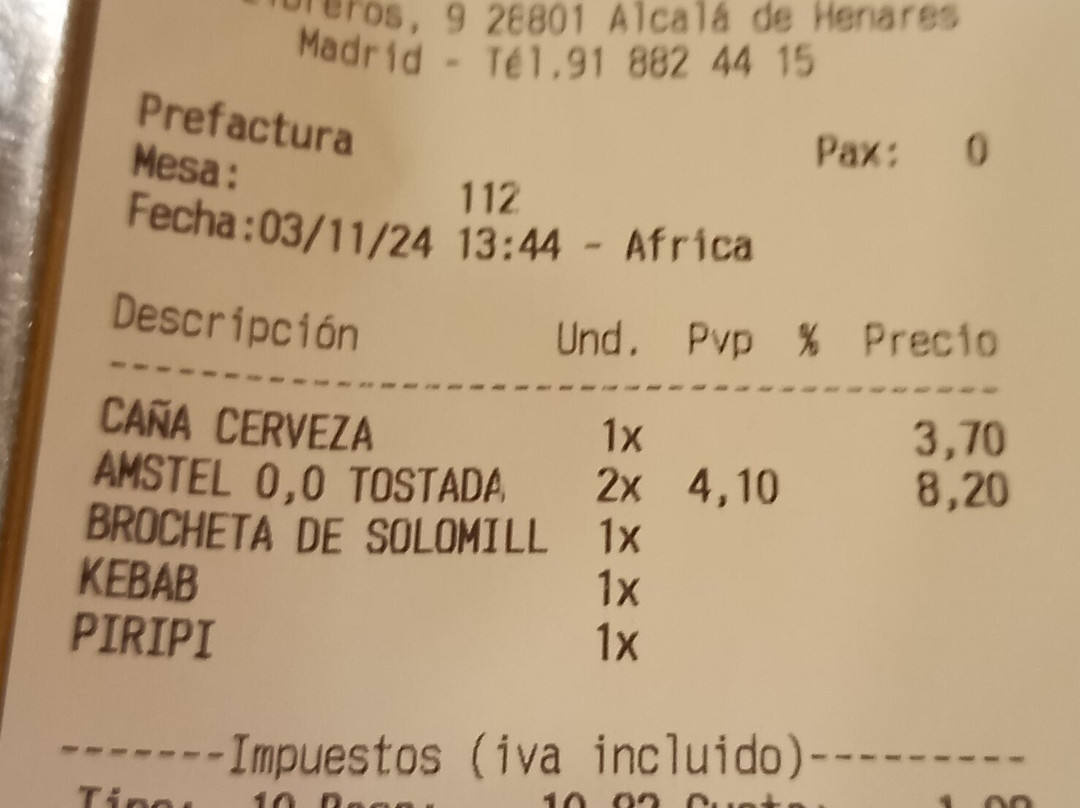 9 28801 Alcalá de Henares
Madrid - Tél.91 882 44 15
Prefactura
Pax: 0
Mesa: 112
Fecha:03/11/24 13:44 - Africa
Descripción Und. Pvp % Precio
CAÑA CERVEZA 1x 3,70
AMSTEL 0,0 TOSTADA 2x 4,10 8,20
BROCHETA DE SOLOMILL 1x
KEBAB 1x
PIRIPI 1x
-------Impuestos (iva incluido)---------